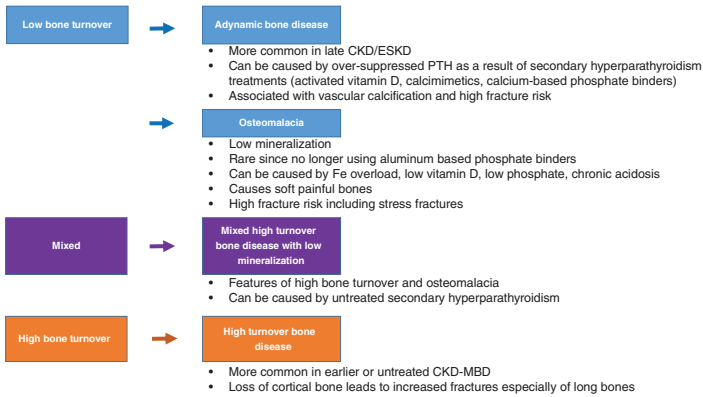 Low bone turnover
Adynamic bone disease
• More common in late CKD/ESKD
• Can be caused by over-suppressed PTH as a result of secondary hyperparathyroidism
treatments (activated vitamin D, calcimimetics, calcium-based phosphate binders)
• Associated with vascular calcification and high fracture risk
Osteomalacia
• Low mineralization
• Rare since no longer using aluminum based phosphate binders
• Can be caused by Fe overload, low vitamin D, low phosphate, chronic acidosis
• Causes soft painful bones
• High fracture risk including stress fractures
Mixed
Mixed high turnover
bone disease with low
mineralization
• Features of high bone turnover and osteomalacia
• Can be caused by untreated secondary hyperparathyroidism
High bone turnover
High turnover bone
disease
• More common in earlier or untreated CKD-MBD
• Loss of cortical bone leads to increased fractures especially of long bones